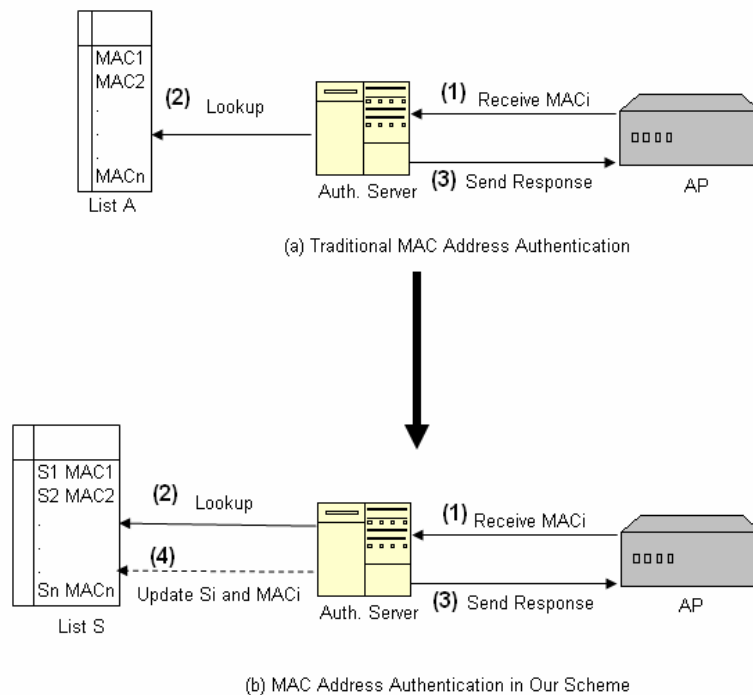 MAC1
MAC2
.
.
.
MACn
List A
(2) Lookup
Auth. Server
(1) Receive MACi
(3) Send Response
AP
(a) Traditional MAC Address Authentication
S1 MAC1
S2 MAC2
.
.
.
Sn MACn
List S
(2) Lookup
(4)
Update Si and MACi
Auth. Server
(1) Receive MACi
(3) Send Response
AP
(b) MAC Address Authentication in Our Scheme